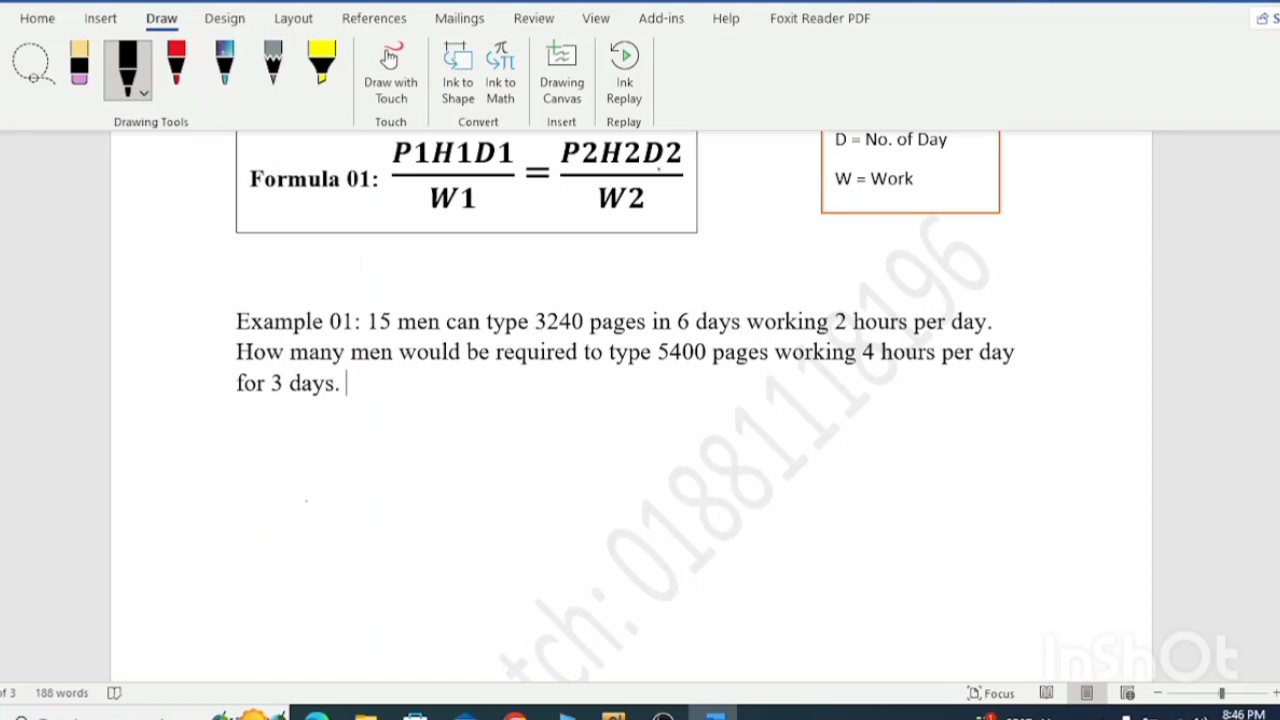 Home Insert Draw Design Layout References Mailings Review View Add-ins Help Foxit Reader PDF
Draw with Touch
Ink to Shape
Ink to Math
Drawing Canvas
Ink Replay
Drawing Tools Touch Convert Insert Replay
Formula 01: P1H1D1 / W1 = P2H2D2 / W2
D = No. of Day
W = Work
Example 01: 15 men can type 3240 pages in 6 days working 2 hours per day.
How many men would be required to type 5400 pages working 4 hours per day
for 3 days.
tch: 01881118196
InShOt
of 3 188 words Focus
8:46 PM